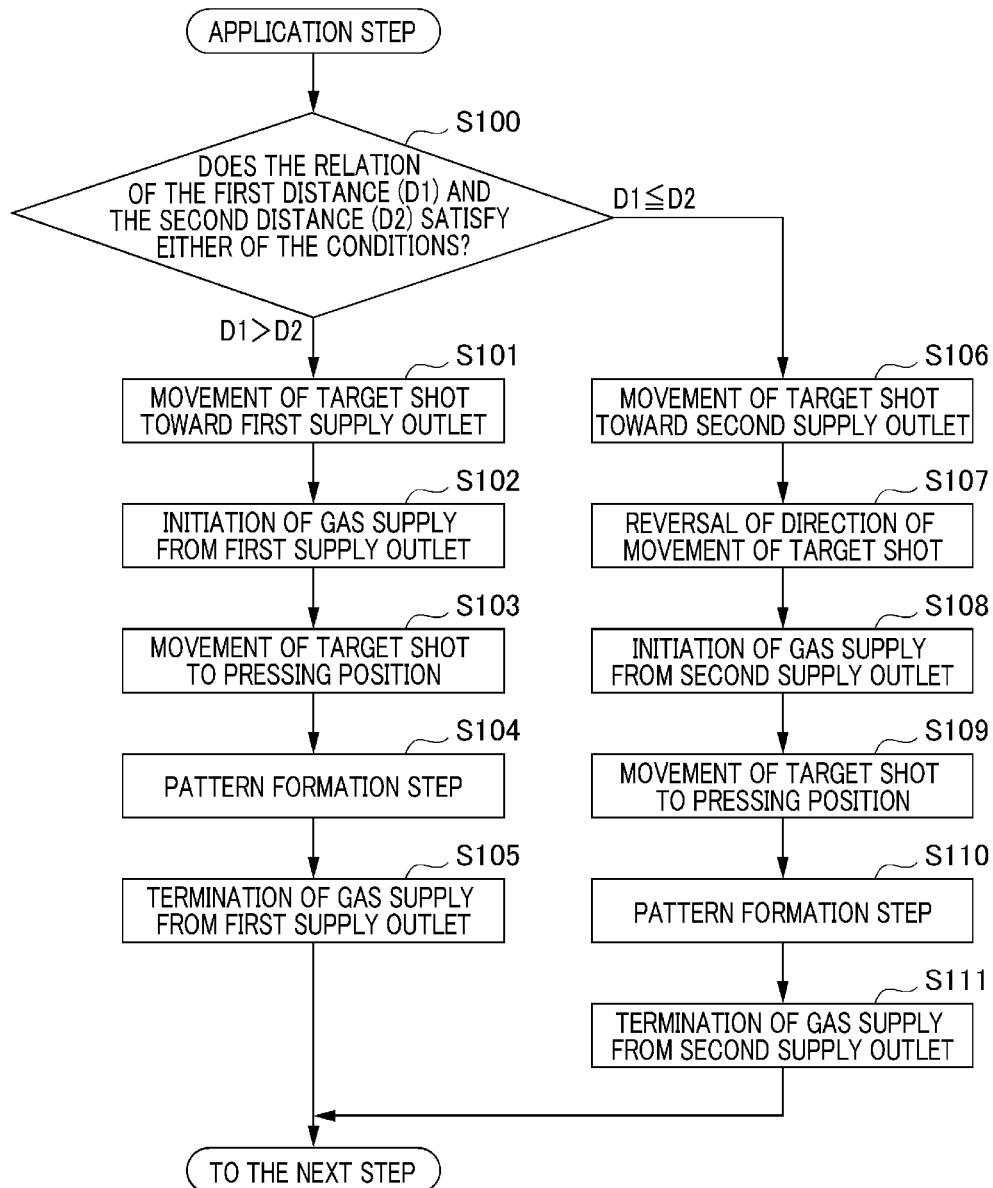 APPLICATION STEP
S100
DOES THE RELATION
OF THE FIRST DISTANCE (D1) AND
THE SECOND DISTANCE (D2) SATISFY
EITHER OF THE CONDITIONS?
D1≦D2
D1>D2
S101
MOVEMENT OF TARGET SHOT
TOWARD FIRST SUPPLY OUTLET
S102
INITIATION OF GAS SUPPLY
FROM FIRST SUPPLY OUTLET
S103
MOVEMENT OF TARGET SHOT
TO PRESSING POSITION
S104
PATTERN FORMATION STEP
S105
TERMINATION OF GAS SUPPLY
FROM FIRST SUPPLY OUTLET
S106
MOVEMENT OF TARGET SHOT
TOWARD SECOND SUPPLY OUTLET
S107
REVERSAL OF DIRECTION OF
MOVEMENT OF TARGET SHOT
S108
INITIATION OF GAS SUPPLY
FROM SECOND SUPPLY OUTLET
S109
MOVEMENT OF TARGET SHOT
TO PRESSING POSITION
S110
PATTERN FORMATION STEP
S111
TERMINATION OF GAS SUPPLY
FROM SECOND SUPPLY OUTLET
TO THE NEXT STEP